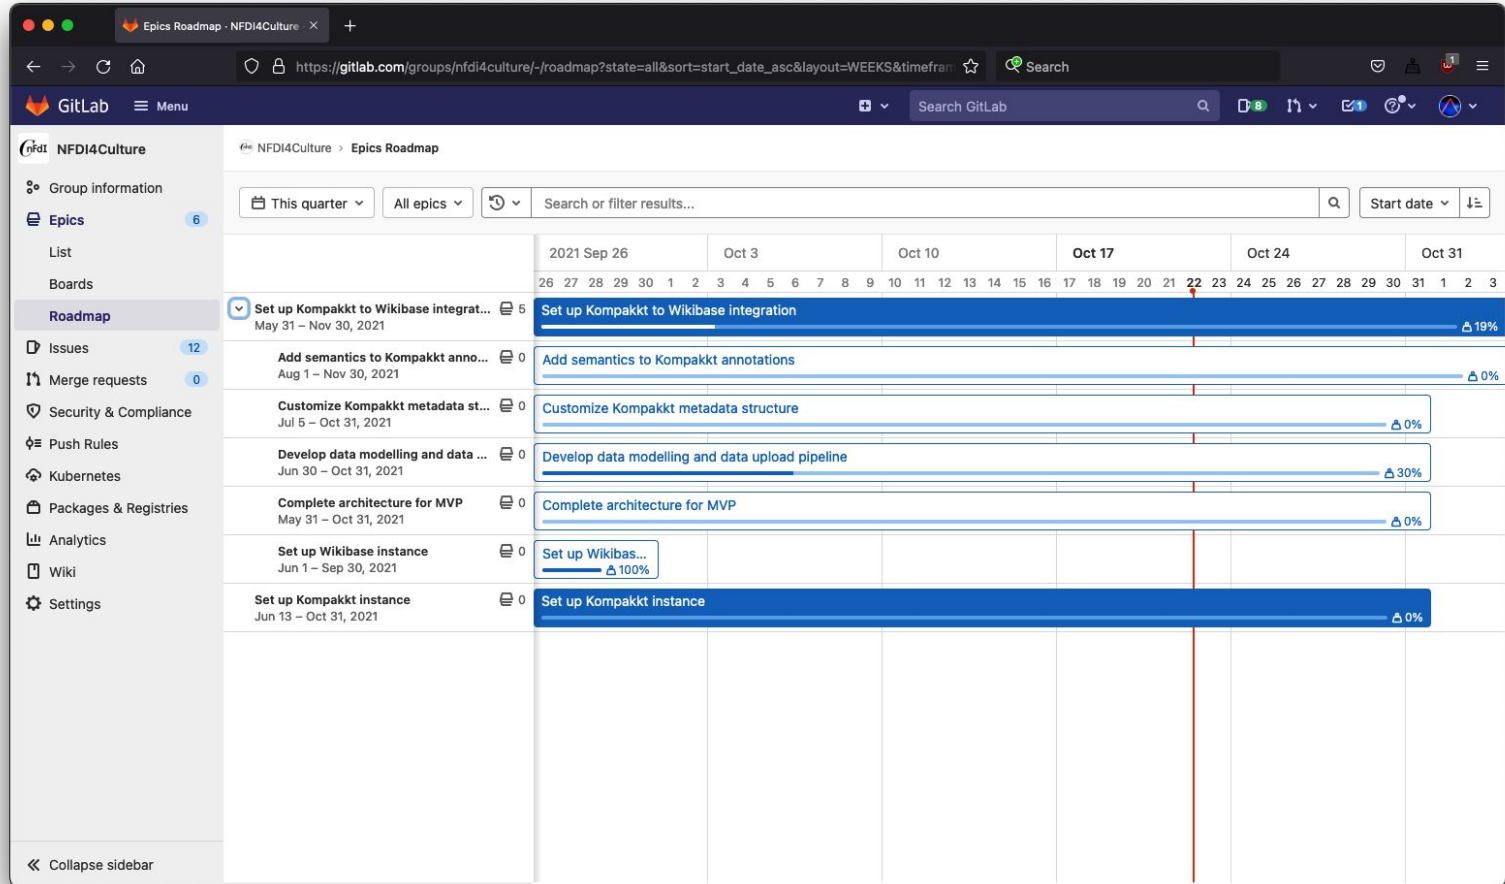 Epics Roadmap · NFDI4Culture ·
https://gitlab.com/groups/nfdi4culture/-/roadmap?state=all&sort=start_date_asc&layout=WEEKS&timefram
Search
1
GitLab
Menu
Search GitLab
8
1
nfdi
NFDI4Culture
NFDI4Culture › Epics Roadmap
Group information
Epics 6
List
Boards
Roadmap
Issues 12
Merge requests 0
Security & Compliance
Push Rules
Kubernetes
Packages & Registries
Analytics
Wiki
Settings
Collapse sidebar
This quarter
All epics
Search or filter results...
Start date
2021 Sep 26 Oct 3 Oct 10 Oct 17 Oct 24 Oct 31
26 27 28 29 30 1 2 3 4 5 6 7 8 9 10 11 12 13 14 15 16 17 18 19 20 21 22 23 24 25 26 27 28 29 30 31 1 2 3
Set up Kompakkt to Wikibase integrat... 5
May 31 – Nov 30, 2021
Set up Kompakkt to Wikibase integration
19%
Add semantics to Kompakkt anno... 0
Aug 1 – Nov 30, 2021
Add semantics to Kompakkt annotations
0%
Customize Kompakkt metadata st... 0
Jul 5 – Oct 31, 2021
Customize Kompakkt metadata structure
0%
Develop data modelling and data ... 0
Jun 30 – Oct 31, 2021
Develop data modelling and data upload pipeline
30%
Complete architecture for MVP 0
May 31 – Oct 31, 2021
Complete architecture for MVP
0%
Set up Wikibase instance 0
Jun 1 – Sep 30, 2021
Set up Wikibas...
100%
Set up Kompakkt instance 0
Jun 13 – Oct 31, 2021
Set up Kompakkt instance
0%